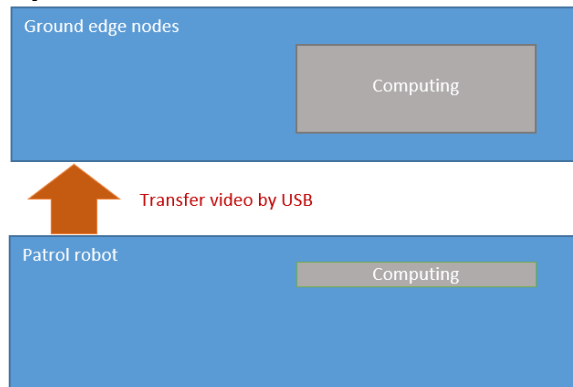 Ground edge nodes
Computing
Transfer video by USB
Patrol robot
Computing